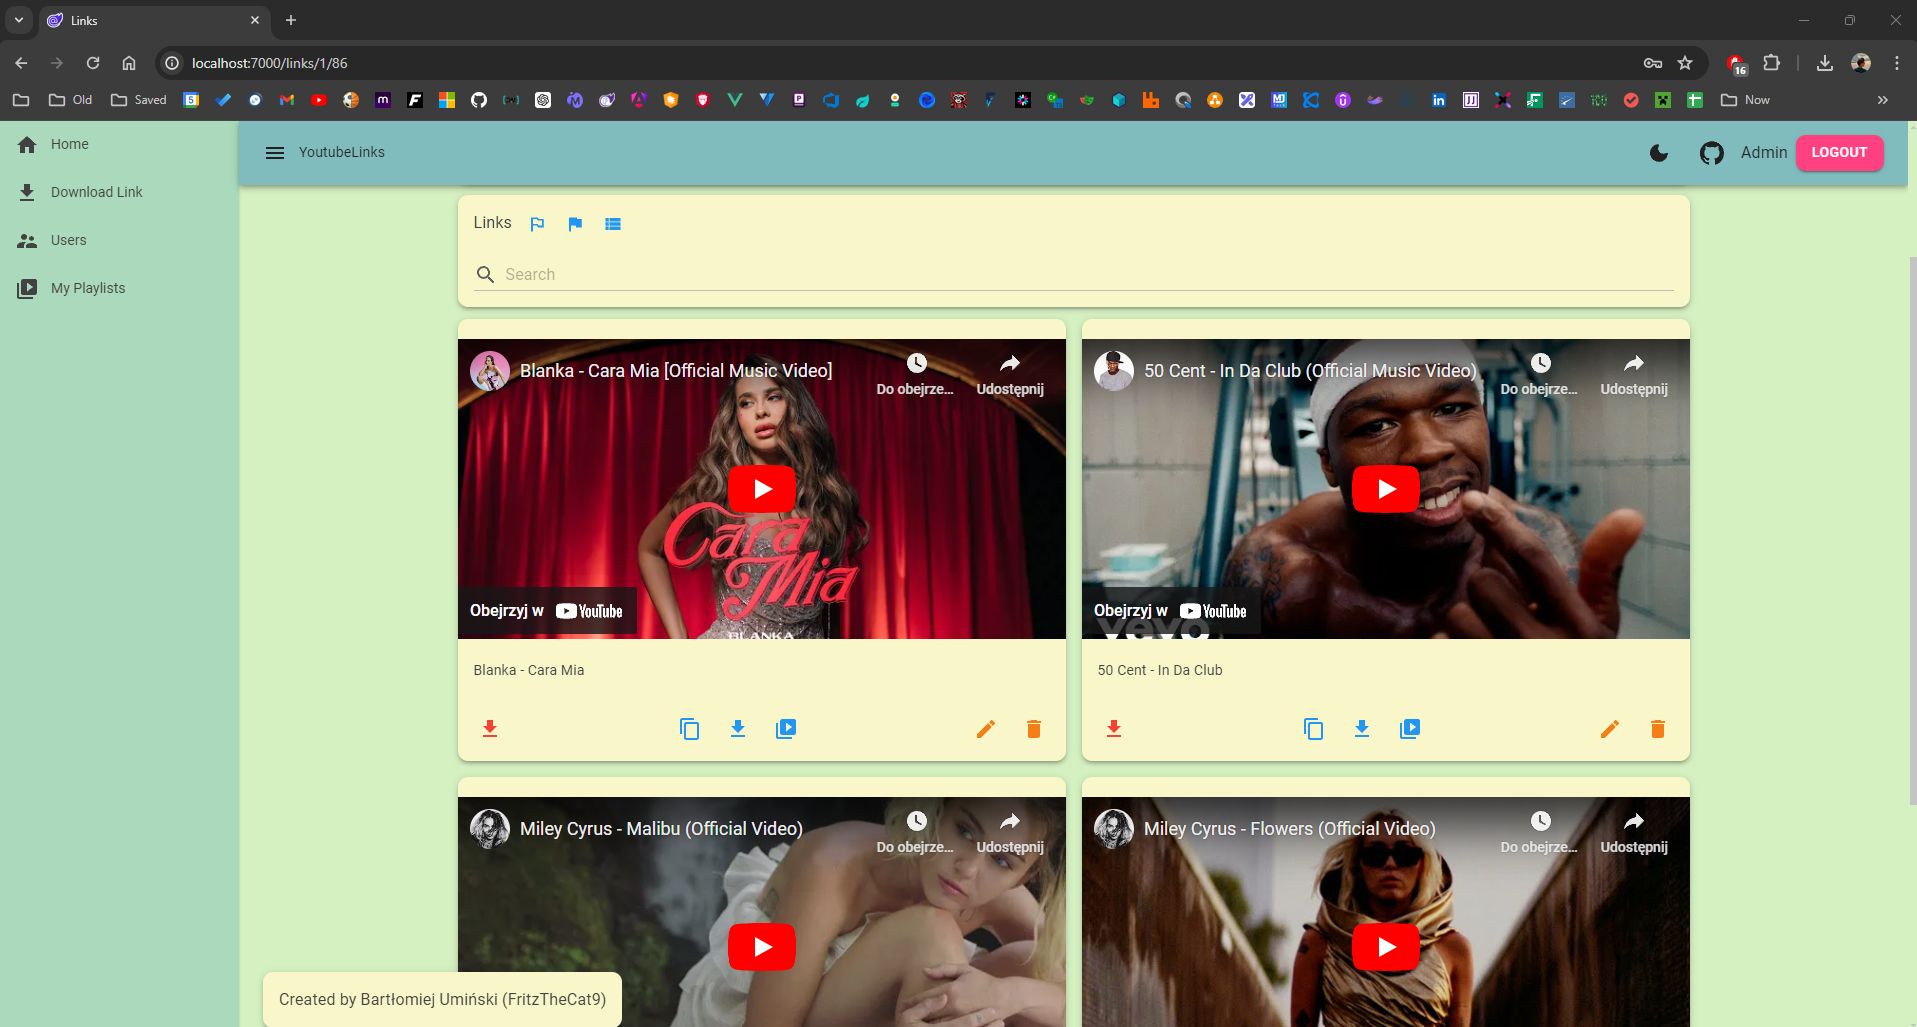 Links
localhost:7000/links/1/86
16
Old
Saved
Now
Home
Download Link
Users
My Playlists
YoutubeLinks
Admin
LOGOUT
Links
Search
Blanka - Cara Mia [Official Music Video]
Do obejrze...
Udostępnij
Cara
Mia
BLANKA
Obejrzyj w YouTube
Blanka - Cara Mia
50 Cent - In Da Club (Official Music Video)
Do obejrze...
Udostępnij
vevo
Obejrzyj w YouTube
50 Cent - In Da Club
Miley Cyrus - Malibu (Official Video)
Do obejrze...
Udostępnij
Miley Cyrus - Flowers (Official Video)
Do obejrze...
Udostępnij
Created by Bartłomiej Umiński (FritzTheCat9)